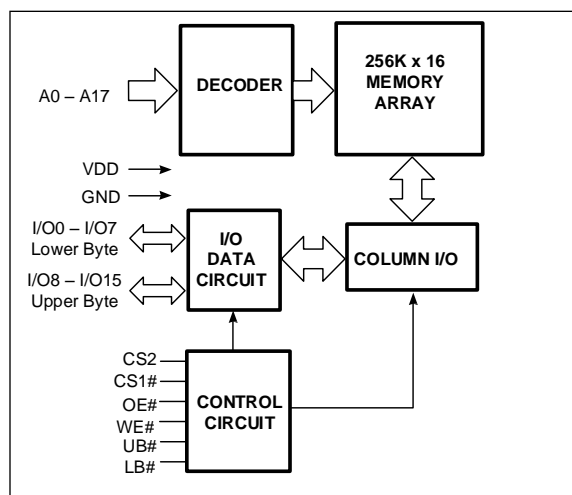 A0 – A17
DECODER
256K x 16
MEMORY
ARRAY
VDD
GND
I/O0 – I/O7
Lower Byte
I/O8 – I/O15
Upper Byte
I/O
DATA
CIRCUIT
COLUMN I/O
CS2
CS1#
OE#
WE#
UB#
LB#
CONTROL
CIRCUIT